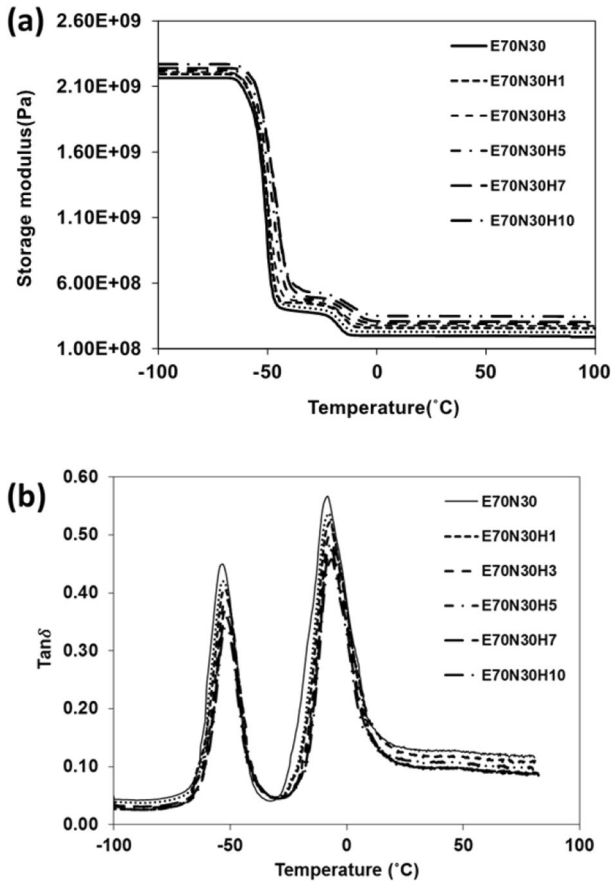 (a)
Storage modulus(Pa)
2.60E+09
2.10E+09
1.60E+09
1.10E+09
6.00E+08
1.00E+08
-100
-50
0
50
100
Temperature(˚C)
E70N30
E70N30H1
E70N30H3
E70N30H5
E70N30H7
E70N30H10
(b)
Tanδ
0.60
0.50
0.40
0.30
0.20
0.10
0.00
-100
-50
0
50
100
Temperature (˚C)
E70N30
E70N30H1
E70N30H3
E70N30H5
E70N30H7
E70N30H10